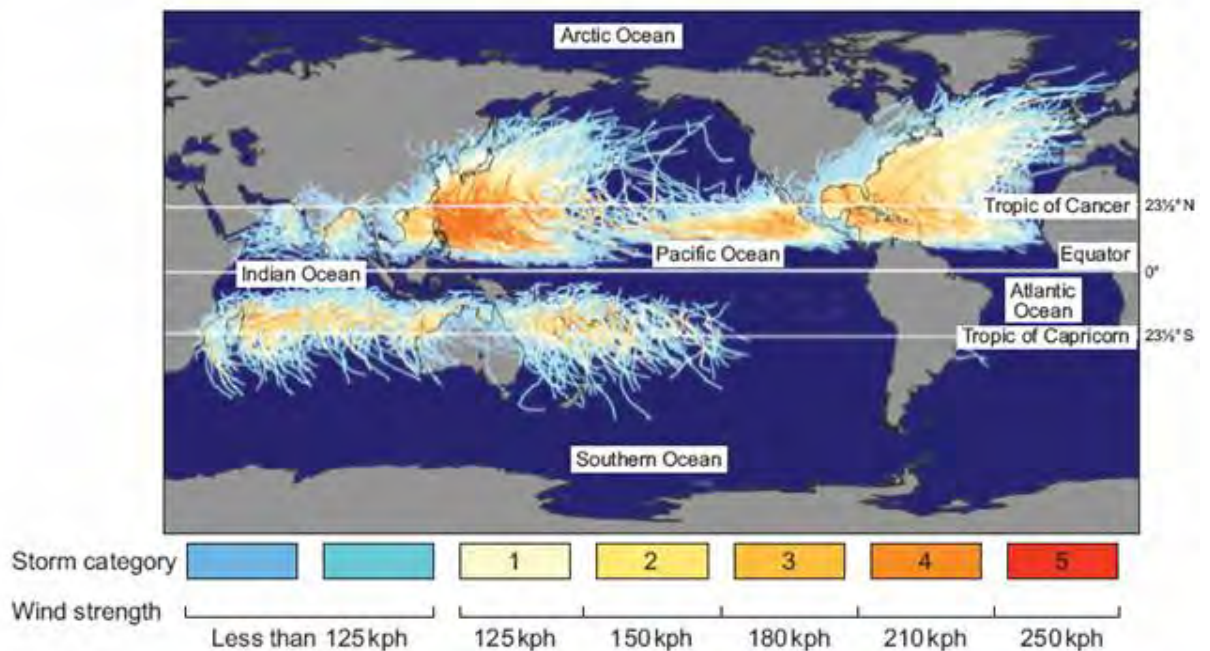 Arctic Ocean
Tropic of Cancer 23½° N
Pacific Ocean
Equator
Indian Ocean
0°
Atlantic
Ocean
Tropic of Capricorn 23½° S
Southern Ocean
Storm category 1 2 3 4 5
Wind strength
Less than 125 kph 125 kph 150 kph 180 kph 210 kph 250 kph